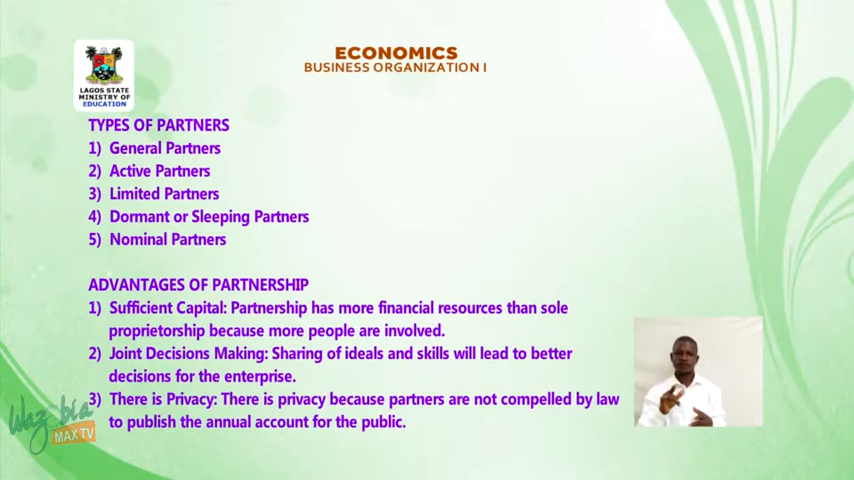 ECONOMICS
BUSINESS ORGANIZATION I
LAGOS STATE
MINISTRY OF
EDUCATION
TYPES OF PARTNERS
1) General Partners
2) Active Partners
3) Limited Partners
4) Dormant or Sleeping Partners
5) Nominal Partners
ADVANTAGES OF PARTNERSHIP
1) Sufficient Capital: Partnership has more financial resources than sole
proprietorship because more people are involved.
2) Joint Decisions Making: Sharing of ideals and skills will lead to better
decisions for the enterprise.
3) There is Privacy: There is privacy because partners are not compelled by law
to publish the annual account for the public.
Wazobia
MAX TV